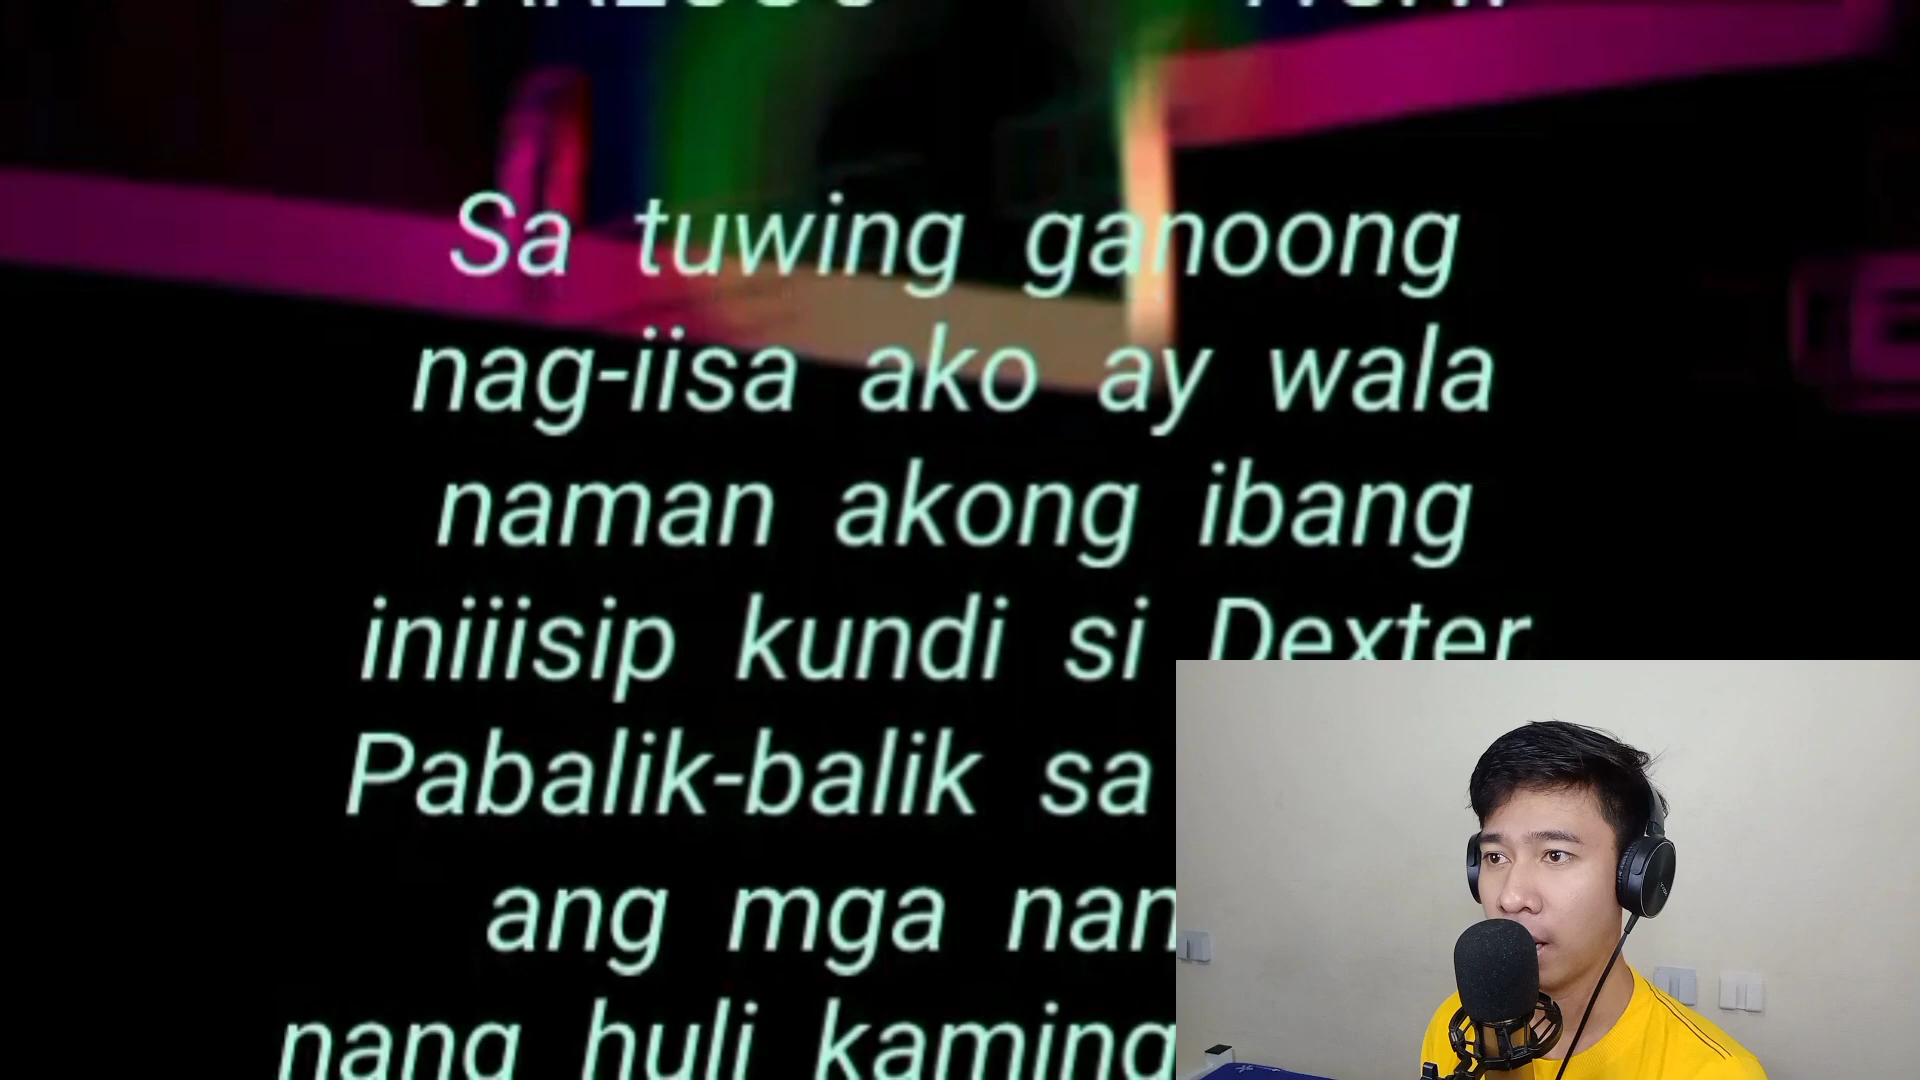 Sa tuwing ganoong
nag-iisa ako ay wala
naman akong ibang
iniiisip kundi si Dexter
Pabalik-balik sa
ang mga
nang huli kaming